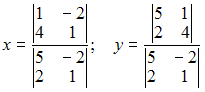 x = |1 −2; 4 1| / |5 −2; 2 1|; y = |5 1; 2 4| / |5 −2; 2 1|